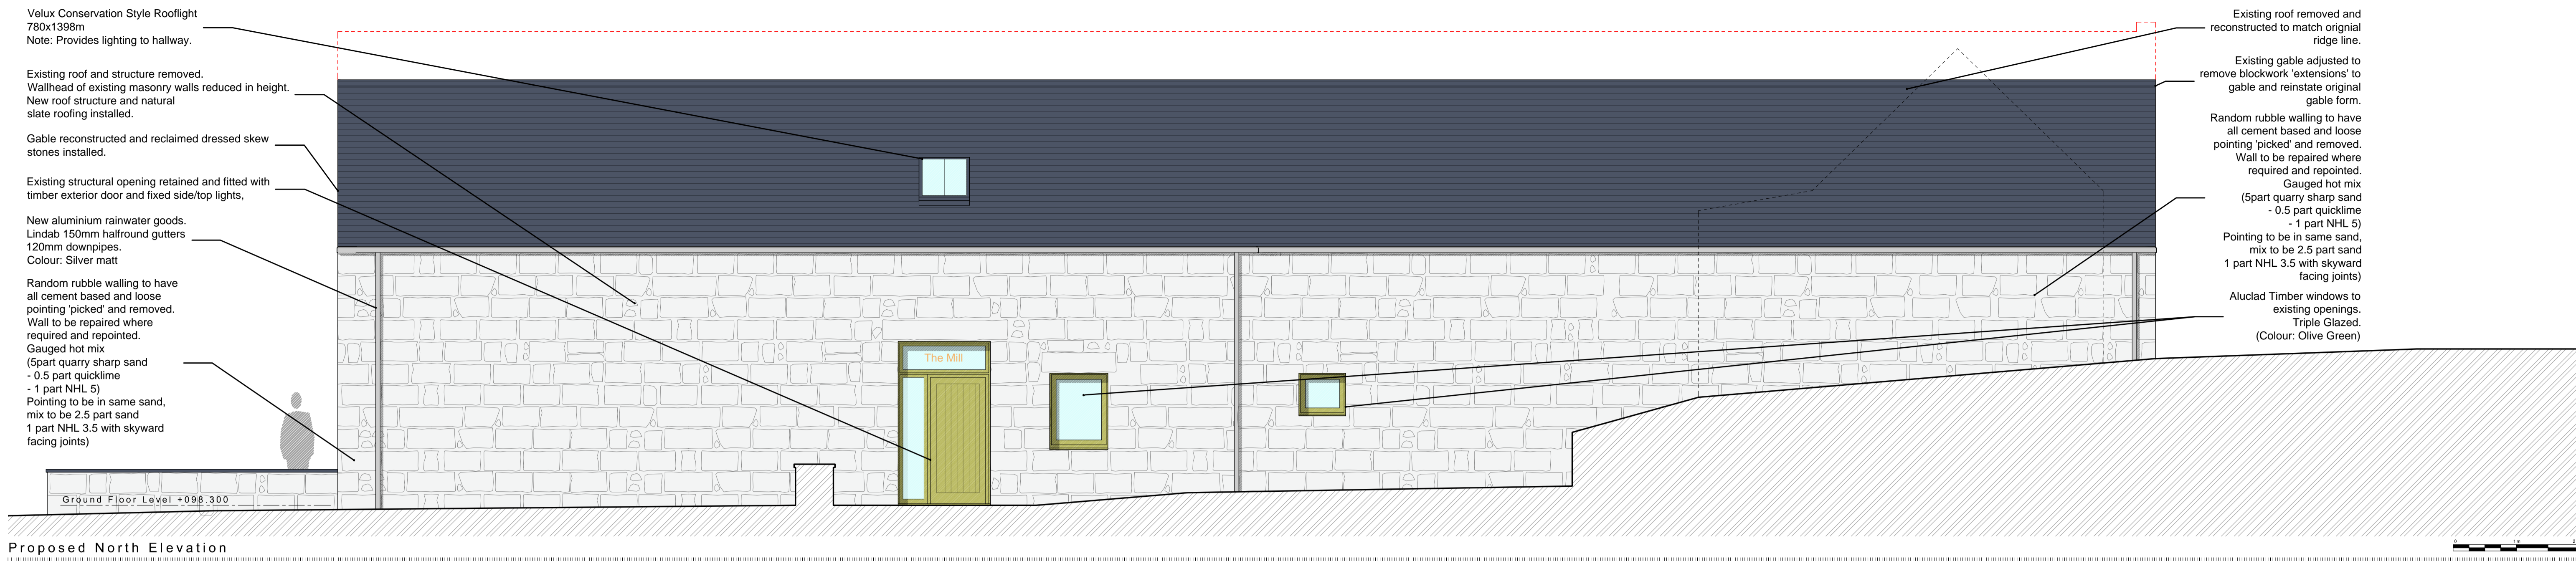 Velux Conservation Style Rooflight
780x1398m
Note: Provides lighting to hallway.
Existing roof and structure removed.
Wallhead of existing masonry walls reduced in height.
New roof structure and natural
slate roofing installed.
Gable reconstructed and reclaimed dressed skew
stones installed.
Existing structural opening retained and fitted with
timber exterior door and fixed side/top lights,
New aluminium rainwater goods.
Lindab 150mm halfround gutters
120mm downpipes.
Colour: Silver matt
Random rubble walling to have
all cement based and loose
pointing 'picked' and removed.
Wall to be repaired where
required and repointed.
Gauged hot mix
(5part quarry sharp sand
- 0.5 part quicklime
- 1 part NHL 5)
Pointing to be in same sand,
mix to be 2.5 part sand
1 part NHL 3.5 with skyward
facing joints)
Ground Floor Level +098.300
The Mill
Existing roof removed and
reconstructed to match orignial
ridge line.
Existing gable adjusted to
remove blockwork 'extensions' to
gable and reinstate original
gable form.
Random rubble walling to have
all cement based and loose
pointing 'picked' and removed.
Wall to be repaired where
required and repointed.
Gauged hot mix
(5part quarry sharp sand
- 0.5 part quicklime
- 1 part NHL 5)
Pointing to be in same sand,
mix to be 2.5 part sand
1 part NHL 3.5 with skyward
facing joints)
Aluclad Timber windows to
existing openings.
Triple Glazed.
(Colour: Olive Green)
Proposed North Elevation
0 1 m 2